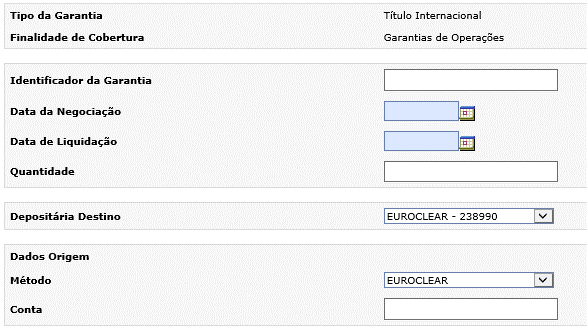 Tipo da Garantia Título Internacional
Finalidade de Cobertura Garantias de Operações
Identificador da Garantia
Data da Negociação
Data de Liquidação
Quantidade
Depositária Destino EUROCLEAR - 238990
Dados Origem
Método EUROCLEAR
Conta